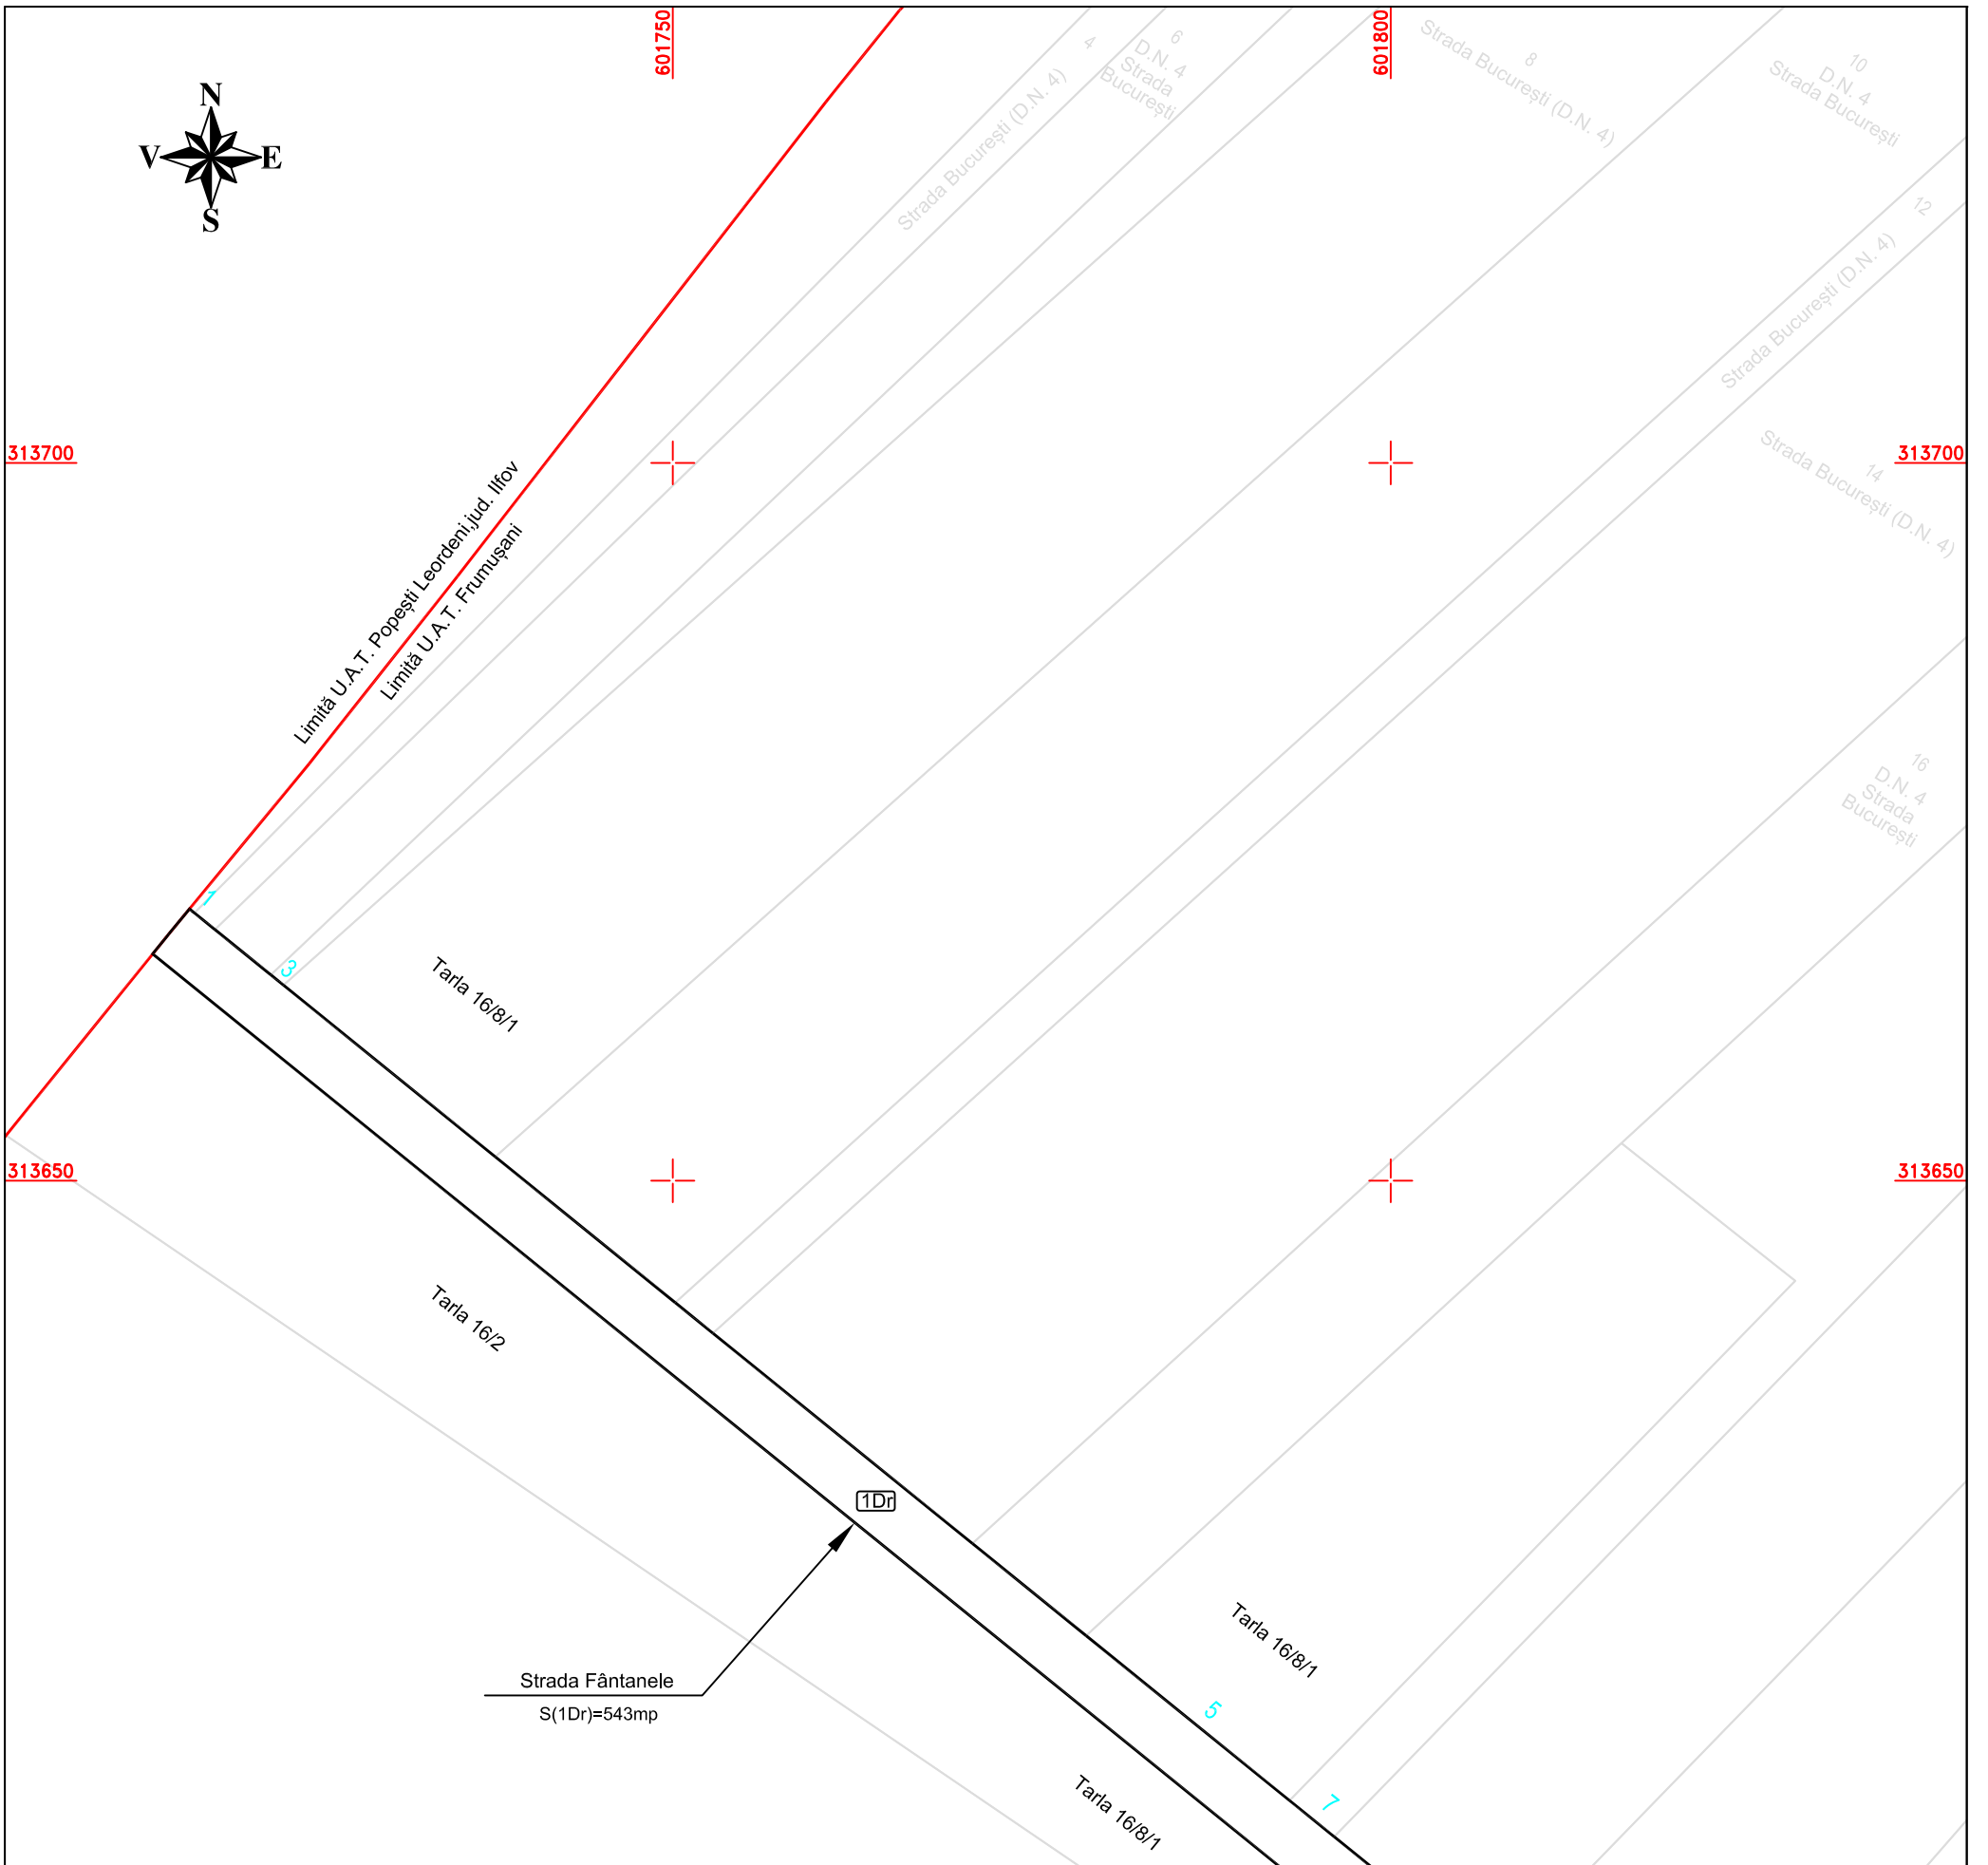 601750
601800
N
V
E
S
4
Strada București (D.N. 4)
6
D.N. 4
Strada
București
8
Strada București (D.N. 4)
10
D.N. 4
Strada București
12
Strada București (D.N. 4)
313700
313700
14
Strada București (D.N. 4)
Limită U.A.T. Popești Leordeni,jud. Ilfov
Limită U.A.T. Frumușani
16
D.N. 4
Strada
București
1
3
Tarla 16/8/1
313650
313650
Tarla 16/2
1Dr
Strada Fântanele
S(1Dr)=543mp
Tarla 16/8/1
5
7
Tarla 16/8/1